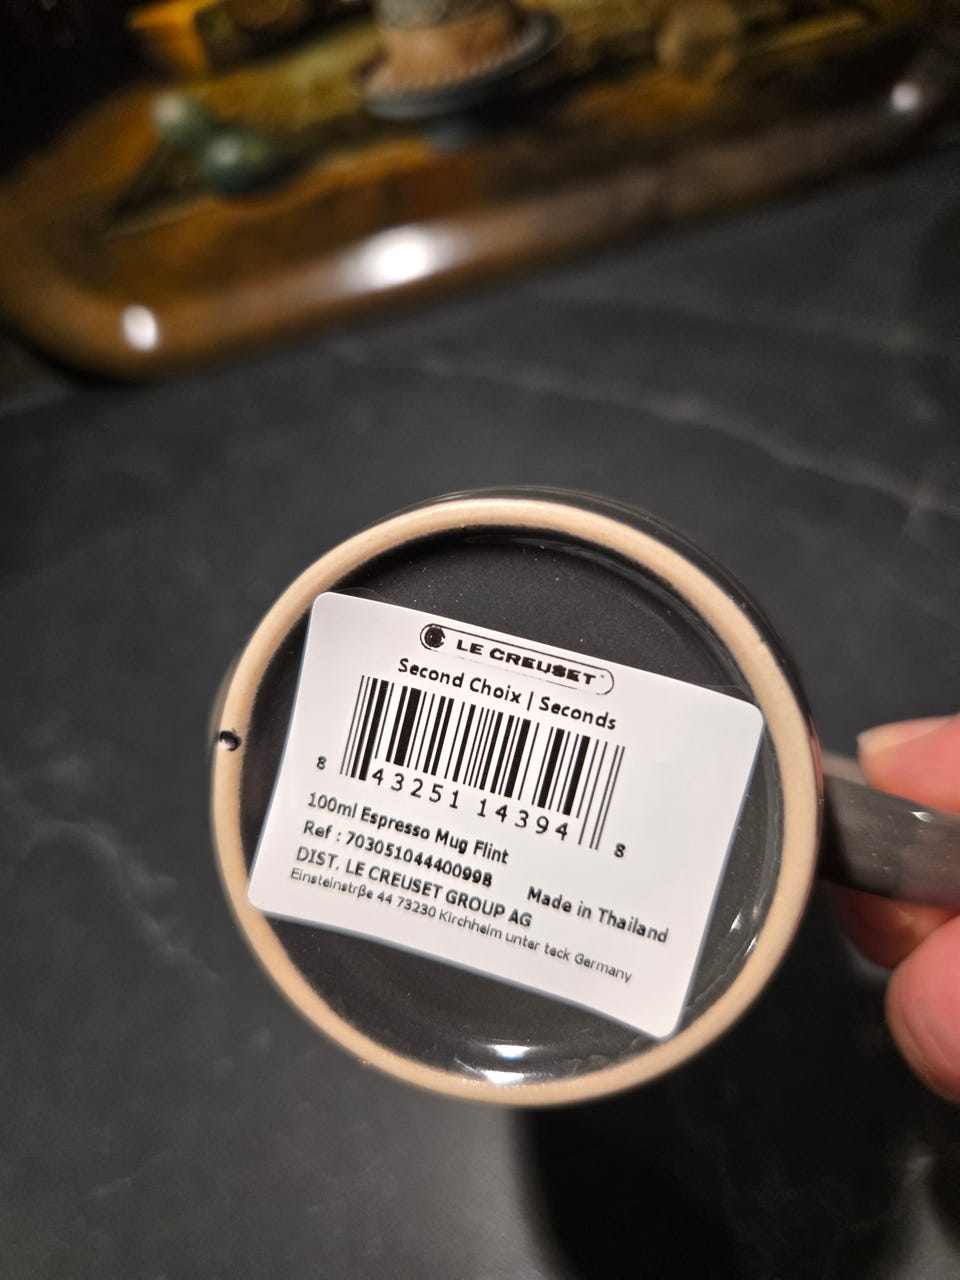 LE CREUSET
Second Choix | Seconds
8 43251 14394 8
100ml Espresso Mug Flint
Ref : 70305104440099B
Made in Thailand
DIST. LE CREUSET GROUP AG
Einsteinstrße 44 73230 Kirchheim unter teck Germany